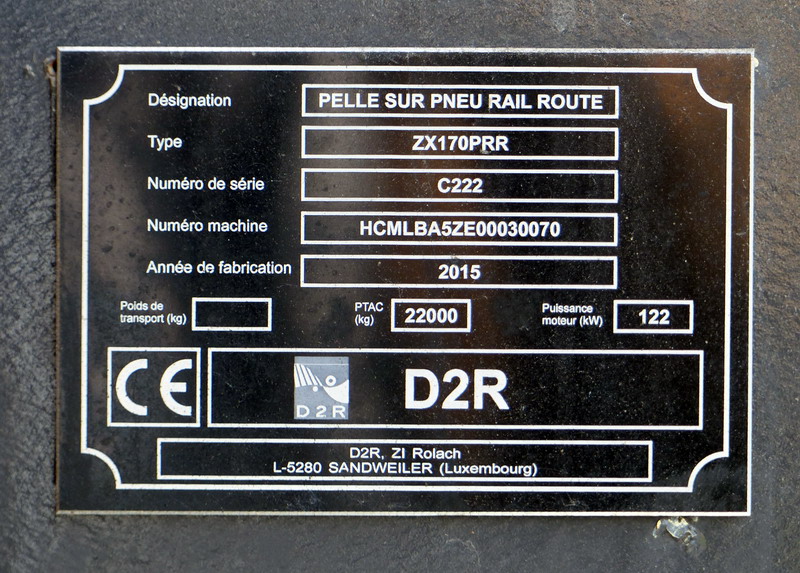 Désignation PELLE SUR PNEU RAIL ROUTE
Type ZX170PRR
Numéro de série C222
Numéro machine HCMLBA5ZE00030070
Année de fabrication 2015
Poids de
transport (kg)
PTAC
(kg) 22000
Puissance
moteur (kW) 122
CE
D2R
D2R
D2R, ZI Rolach
L-5280 SANDWEILER (Luxembourg)